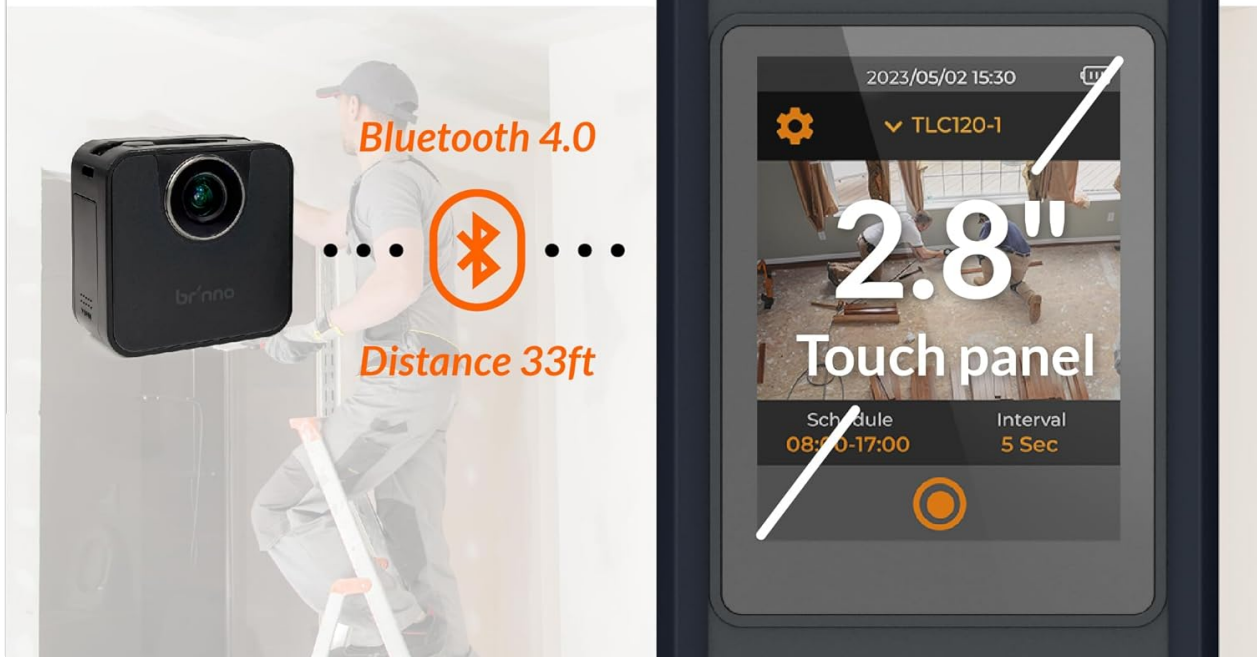 Bluetooth 4.0
brinno
Distance 33ft
2023/05/02 15:30
TLC120-1
2.8"
Touch panel
Schedule
Interval
08:00-17:00
5 Sec